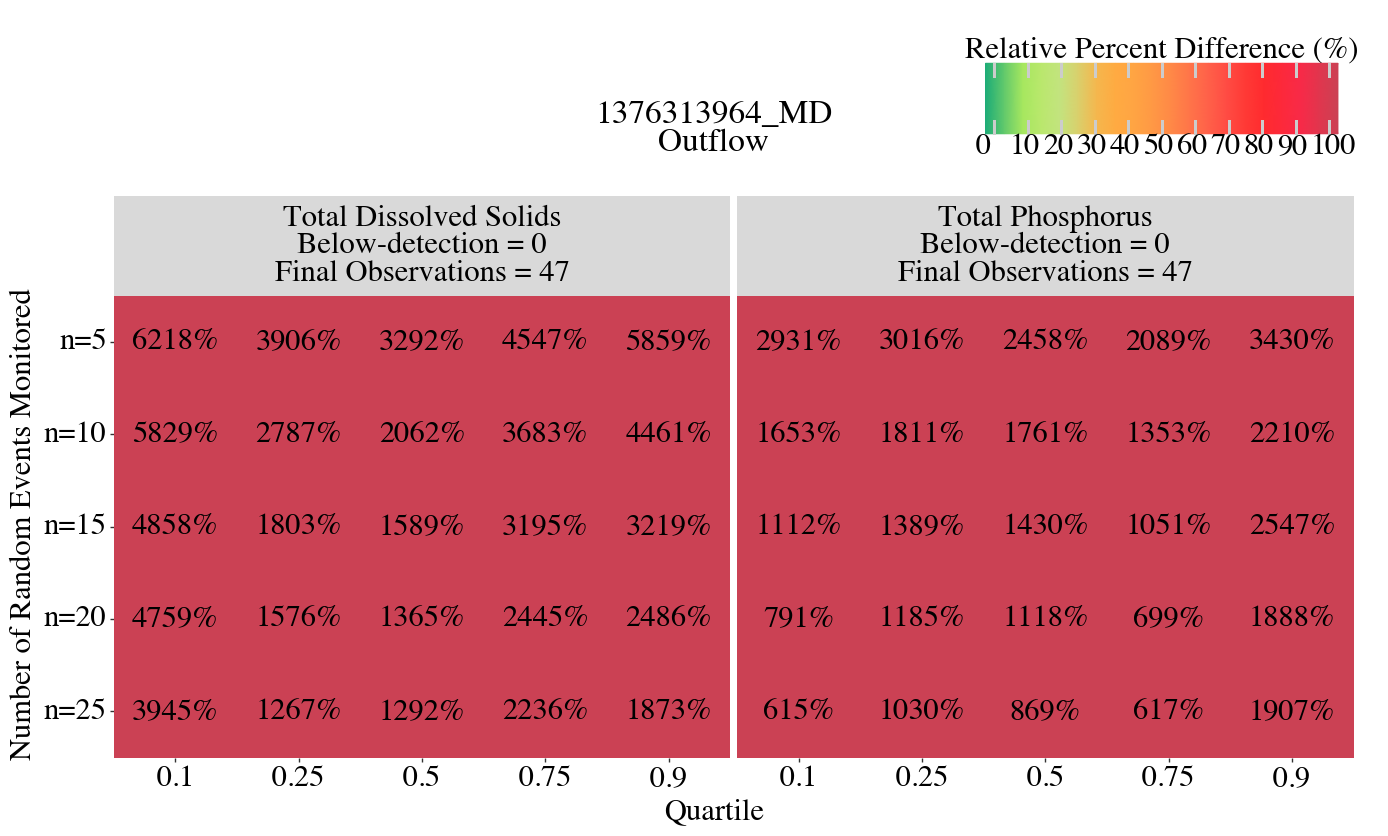 Relative Percent Difference (%)
0 10 20 30 40 50 60 70 80 90 100
1376313964_MD
Outflow
Total Dissolved Solids
Below-detection = 0
Final Observations = 47
Total Phosphorus
Below-detection = 0
Final Observations = 47
Number of Random Events Monitored
n=5 6218% 3906% 3292% 4547% 5859% 2931% 3016% 2458% 2089% 3430%
n=10 5829% 2787% 2062% 3683% 4461% 1653% 1811% 1761% 1353% 2210%
n=15 4858% 1803% 1589% 3195% 3219% 1112% 1389% 1430% 1051% 2547%
n=20 4759% 1576% 1365% 2445% 2486% 791% 1185% 1118% 699% 1888%
n=25 3945% 1267% 1292% 2236% 1873% 615% 1030% 869% 617% 1907%
0.1 0.25 0.5 0.75 0.9 0.1 0.25 0.5 0.75 0.9
Quartile